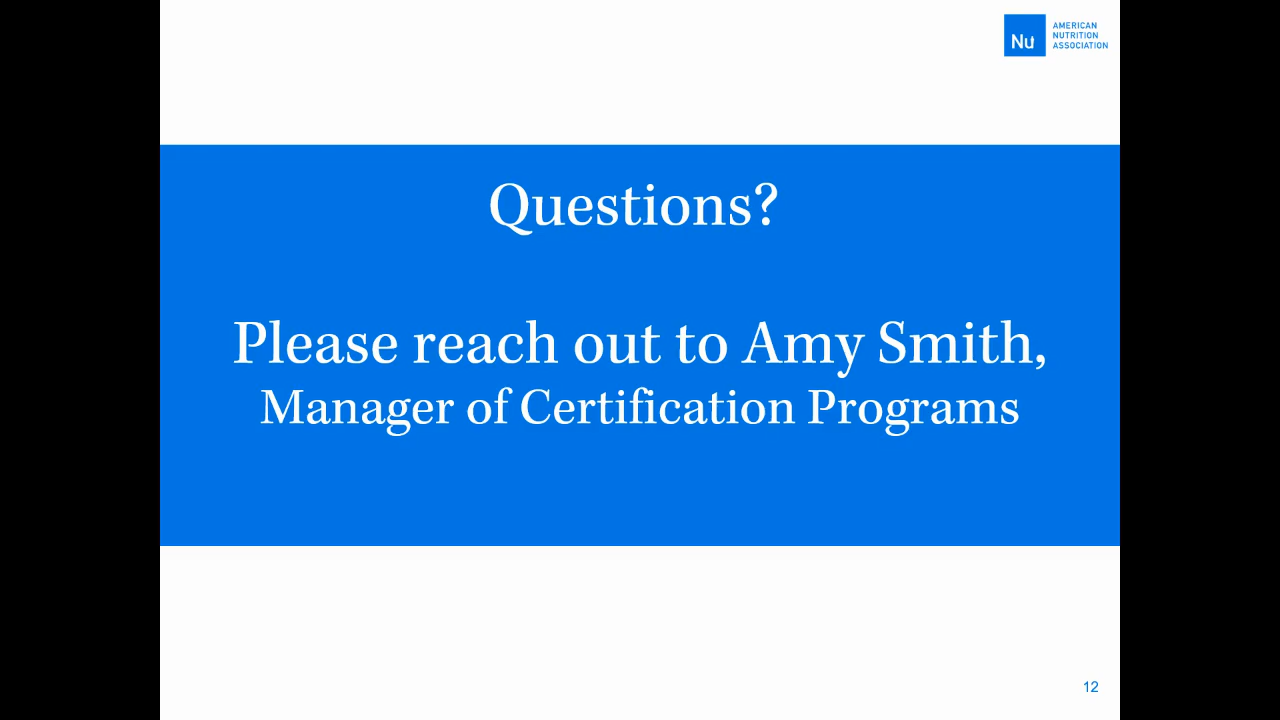 Nu
AMERICAN
NUTRITION
ASSOCIATION
Questions?
Please reach out to Amy Smith,
Manager of Certification Programs
12